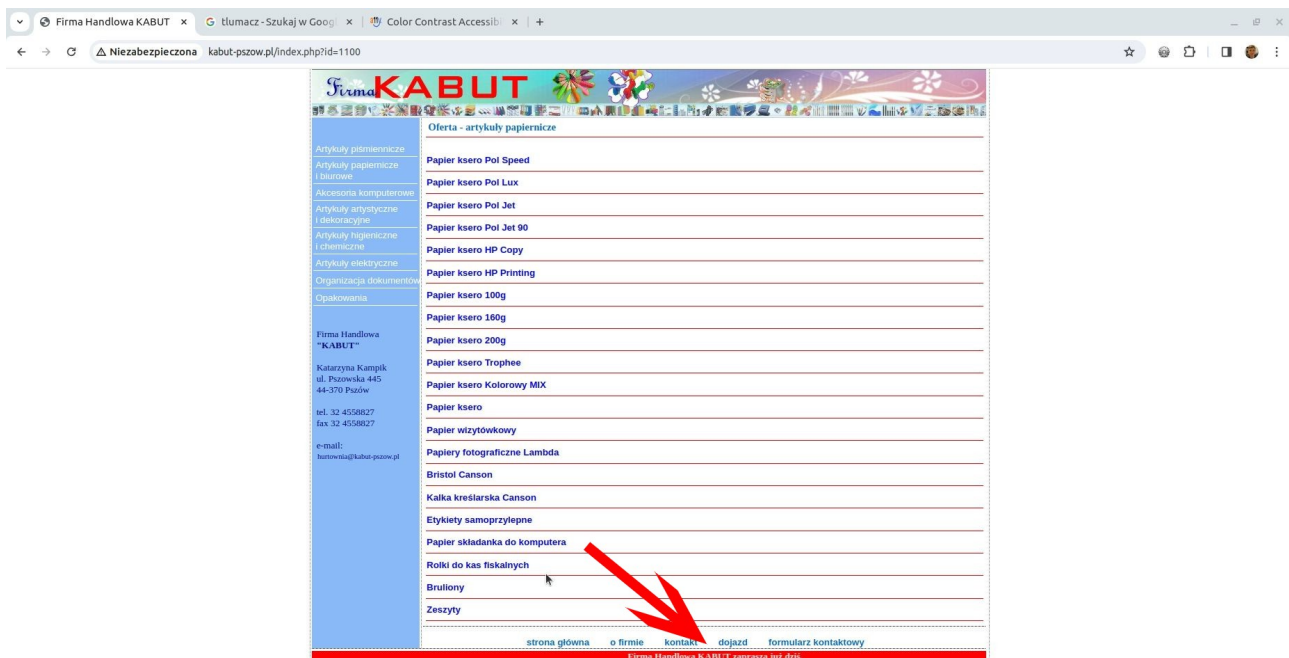 Firma Handlowa KABUT
tlumacz - Szukaj w Goog
Color Contrast Accessibi
Niezabezpieczona kabut-pszow.pl/index.php?id=1100
Firma KABUT
Oferta - artykuły papiernicze
Artykuły piśmiennicze
Artykuły papiernicze
i biurowe
Akcesoria komputerowe
Artykuły artystyczne
i dekoracyjne
Artykuły higieniczne
i chemiczne
Artykuły elektryczne
Organizacja dokumentów
Opakowania
Firma Handlowa
"KABUT"
Katarzyna Kampik
ul. Pszowska 445
44-370 Pszów
tel. 32 4558827
fax 32 4558827
e-mail:
hurtownia@kabut-pszow.pl
Papier ksero Pol Speed
Papier ksero Pol Lux
Papier ksero Pol Jet
Papier ksero Pol Jet 90
Papier ksero HP Copy
Papier ksero HP Printing
Papier ksero 100g
Papier ksero 160g
Papier ksero 200g
Papier ksero Trophee
Papier ksero Kolorowy MIX
Papier ksero
Papier wizytówkowy
Papiery fotograficzne Lambda
Bristol Canson
Kalka kreślarska Canson
Etykiety samoprzylepne
Papier składanka do komputera
Rolki do kas fiskalnych
Bruliony
Zeszyty
strona główna o firmie kontakt dojazd formularz kontaktowy
Firma Handlowa KABUT zaprasza już dziś